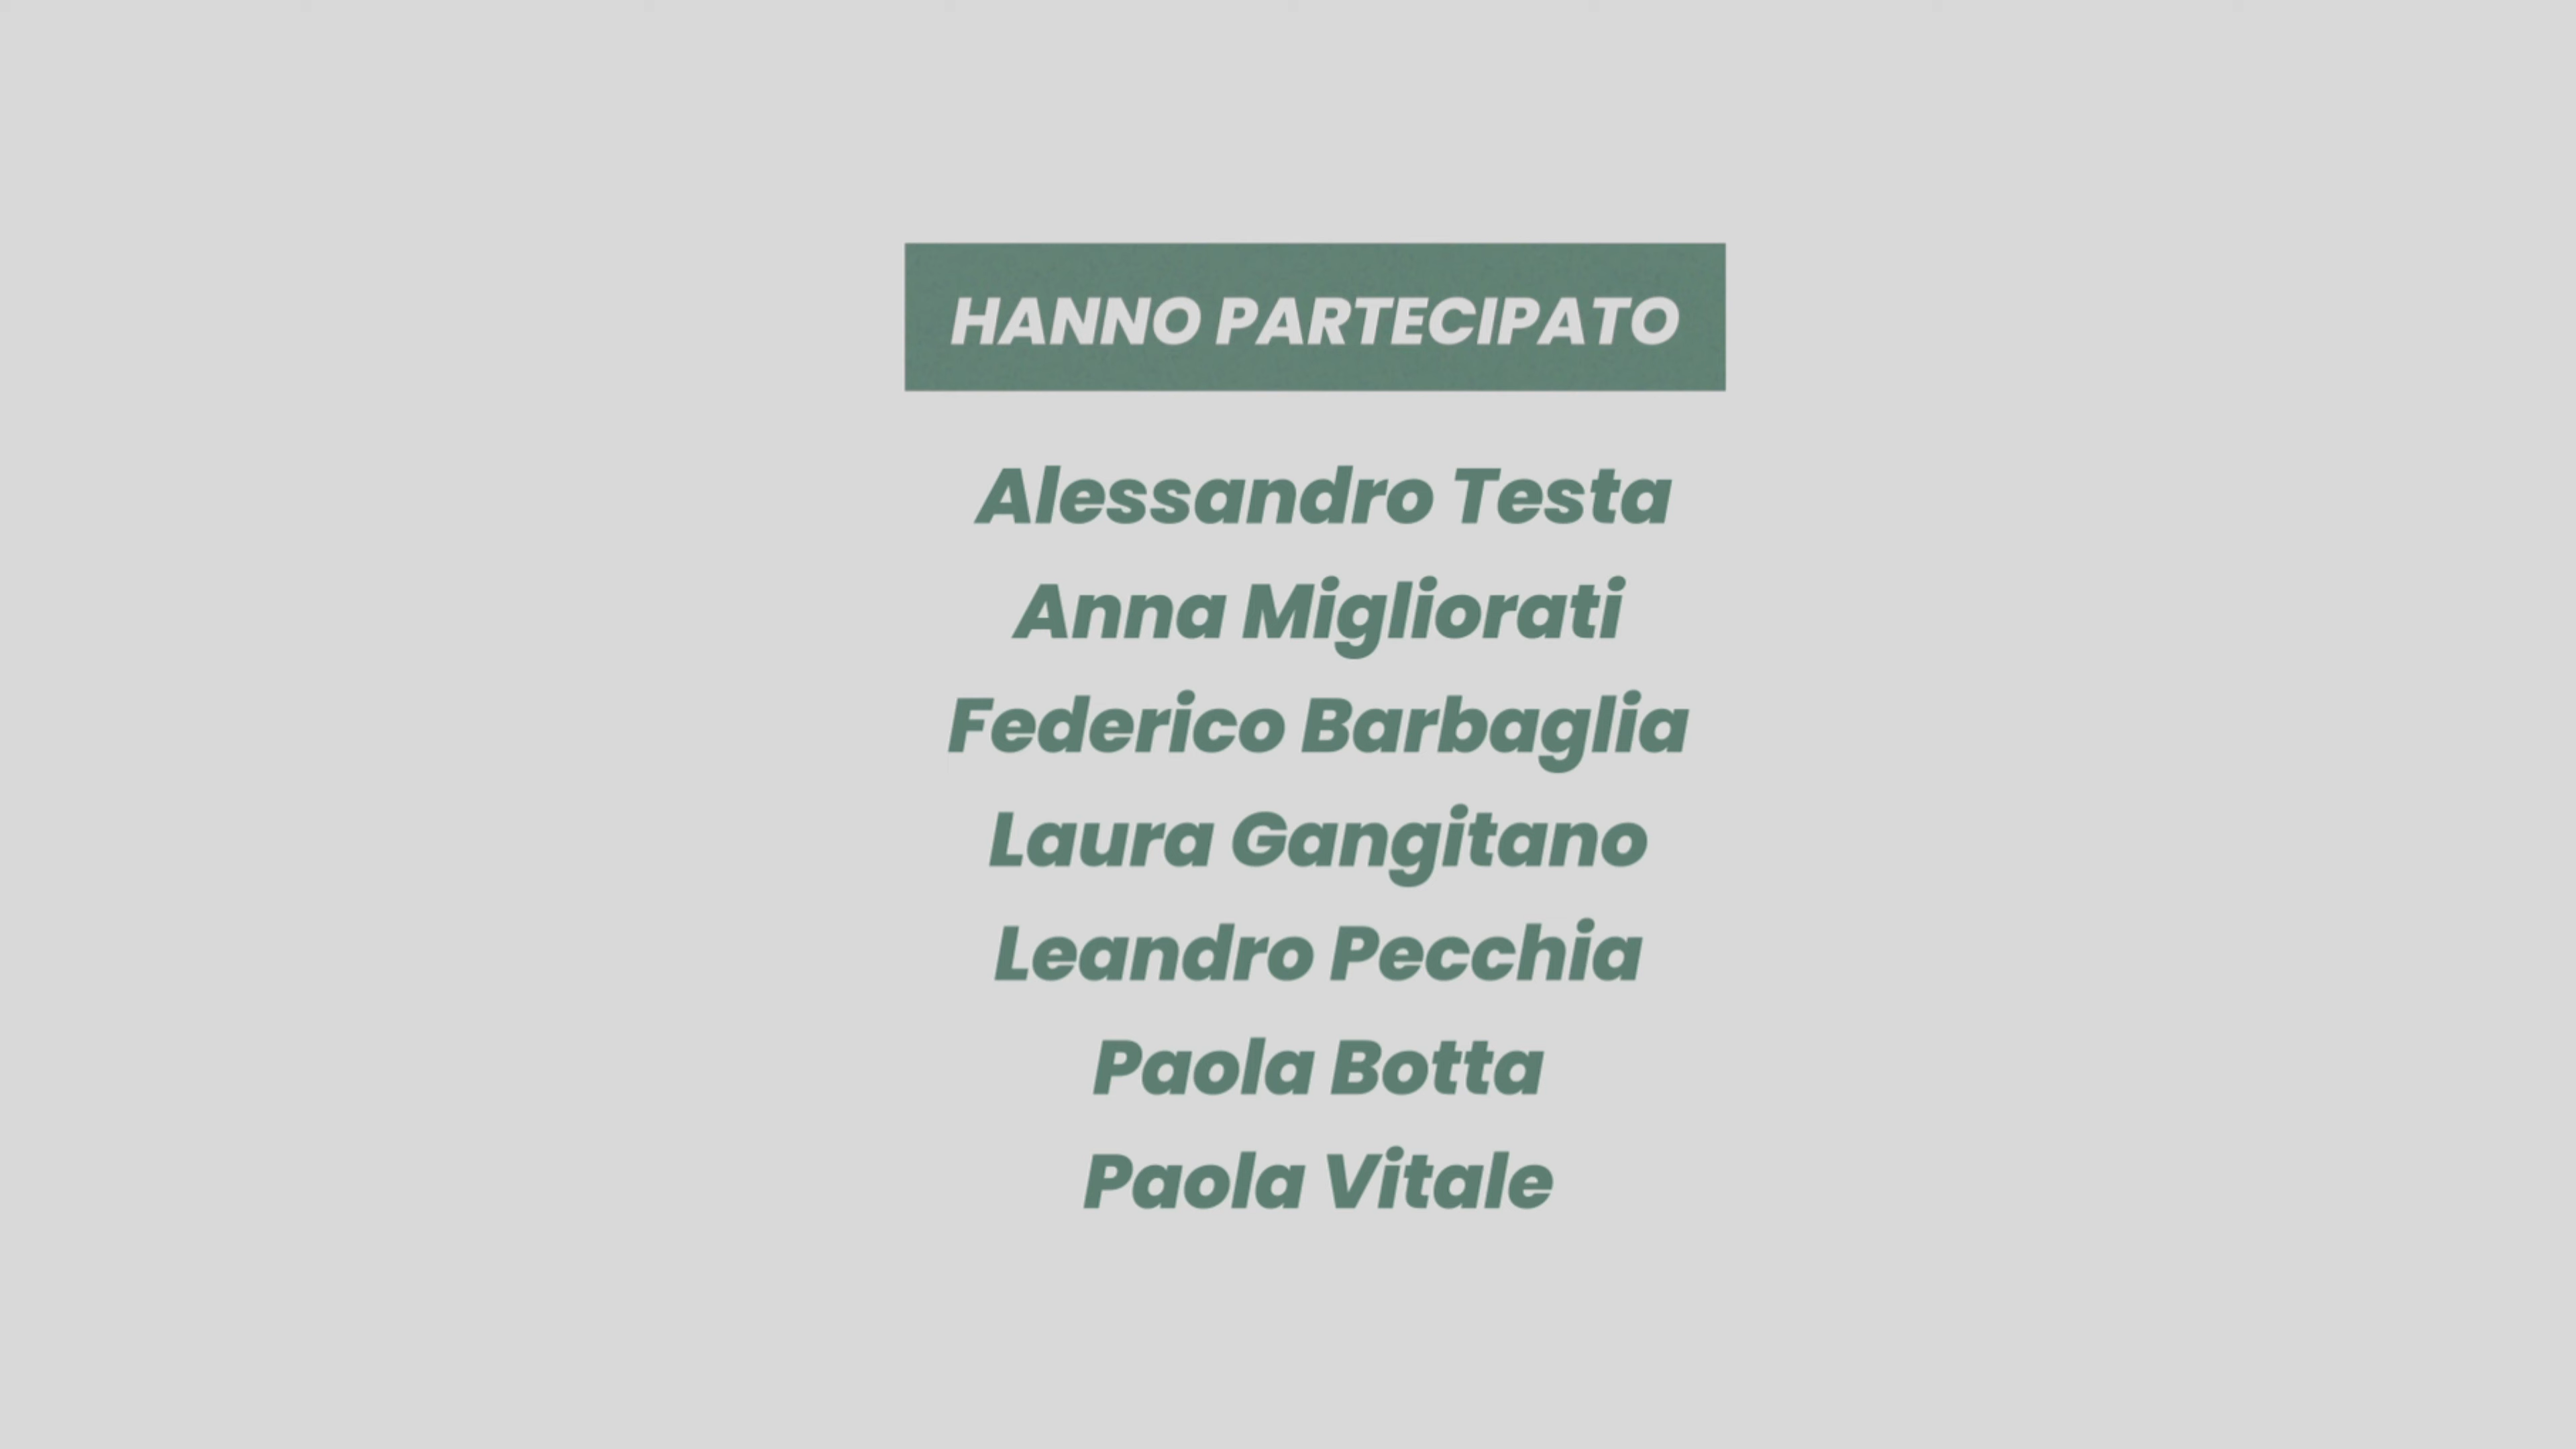 HANNO PARTECIPATO
Alessandro Testa
Anna Migliorati
Federico Barbaglia
Laura Gangitano
Leandro Pecchia
Paola Botta
Paola Vitale